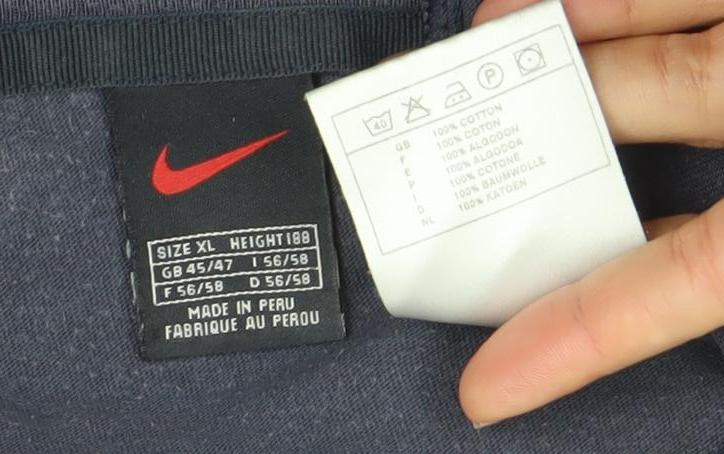 SIZE XL HEIGHT 188
GB 45/47 I 56/58
F 56/58 D 56/58
MADE IN PERU
FABRIQUE AU PEROU
40 P
GB 100% COTTON
F 100% COTON
E 100% ALGODON
P 100% ALGODOA
I 100% COTONE
D 100% BAUMWOLLE
NL 100% KATOEN